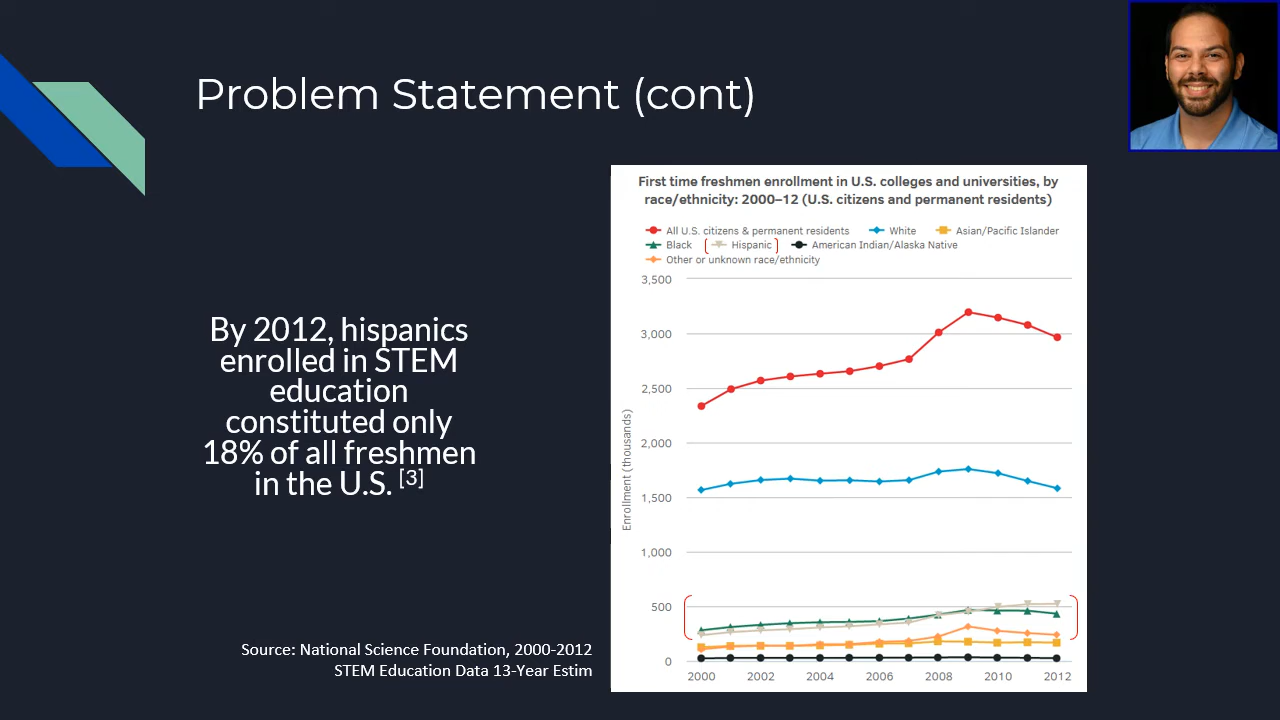 Problem Statement (cont)
By 2012, hispanics
enrolled in STEM
education
constituted only
18% of all freshmen
in the U.S. [3]
Source: National Science Foundation, 2000-2012
STEM Education Data 13-Year Estim
First time freshmen enrollment in U.S. colleges and universities, by
race/ethnicity: 2000–12 (U.S. citizens and permanent residents)
All U.S. citizens & permanent residents White Asian/Pacific Islander
Black Hispanic American Indian/Alaska Native
Other or unknown race/ethnicity
Enrollment (thousands)
3,500
3,000
2,500
2,000
1,500
1,000
500
0
2000 2002 2004 2006 2008 2010 2012